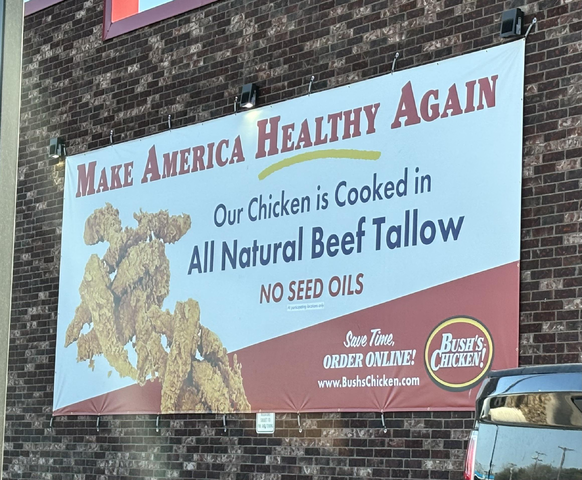 MAKE AMERICA HEALTHY AGAIN
Our Chicken is Cooked in
All Natural Beef Tallow
NO SEED OILS
Save Time,
ORDER ONLINE!
www.BushsChicken.com
BUSH'S
CHICKEN!